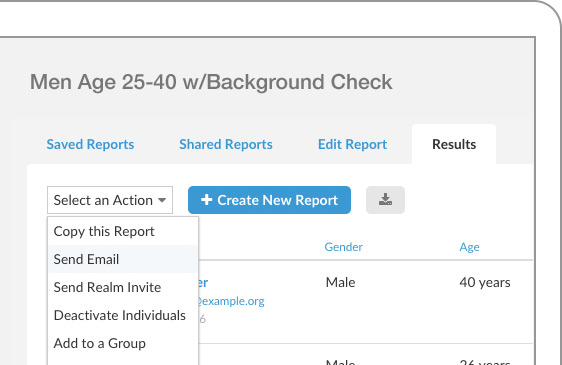 Men Age 25-40 w/Background Check
Saved Reports Shared Reports Edit Report Results
Select an Action + Create New Report
Copy this Report
Gender Age
Send Email
er Male 40 years
Send Realm Invite
@example.org
Deactivate Individuals
6
Add to a Group
Male 26 years